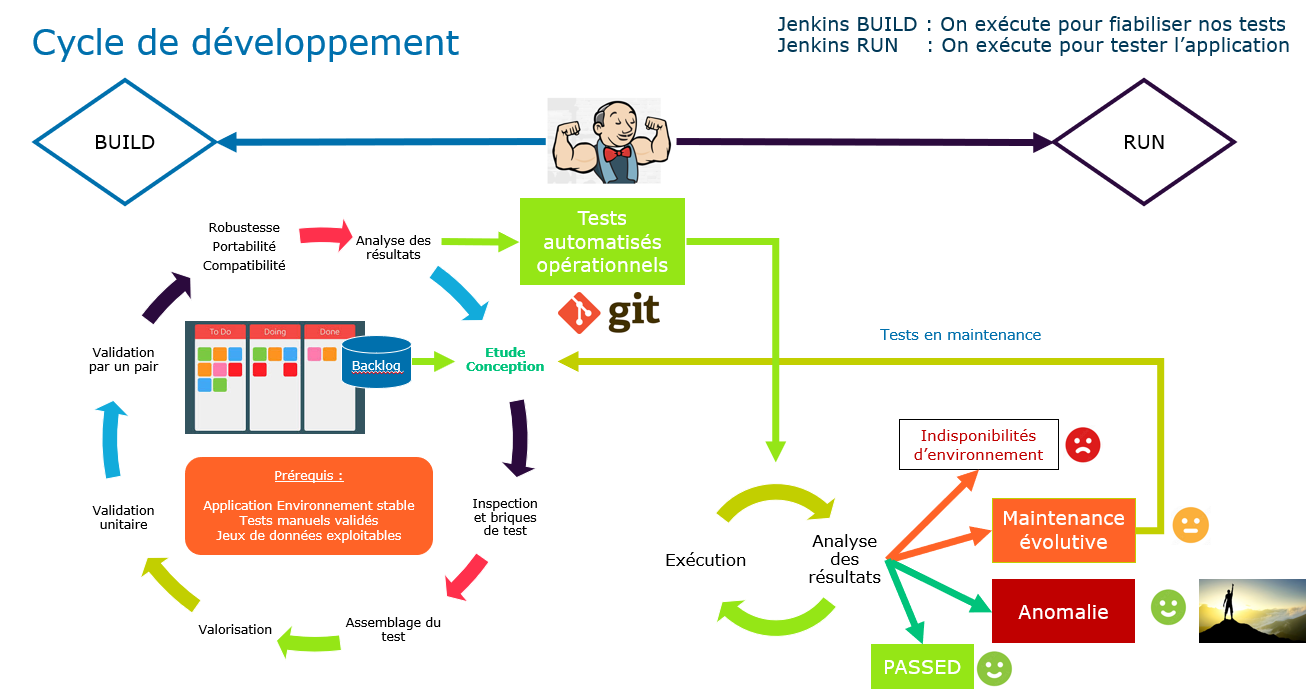 Cycle de développement
Jenkins BUILD : On exécute pour fiabiliser nos tests
Jenkins RUN : On exécute pour tester l’application
BUILD
RUN
Robustesse
Portabilité
Compatibilité
Analyse des
résultats
Tests
automatisés
opérationnels
git
Tests en maintenance
To Do
Doing
Done
Backlog
Etude
Conception
Validation
par un pair
Indisponibilités
d’environnement
Prérequis :
Application Environnement stable
Tests manuels validés
Jeux de données exploitables
Validation
unitaire
Inspection
et briques
de test
Maintenance
évolutive
Exécution
Analyse
des
résultats
Anomalie
Valorisation
Assemblage du
test
PASSED